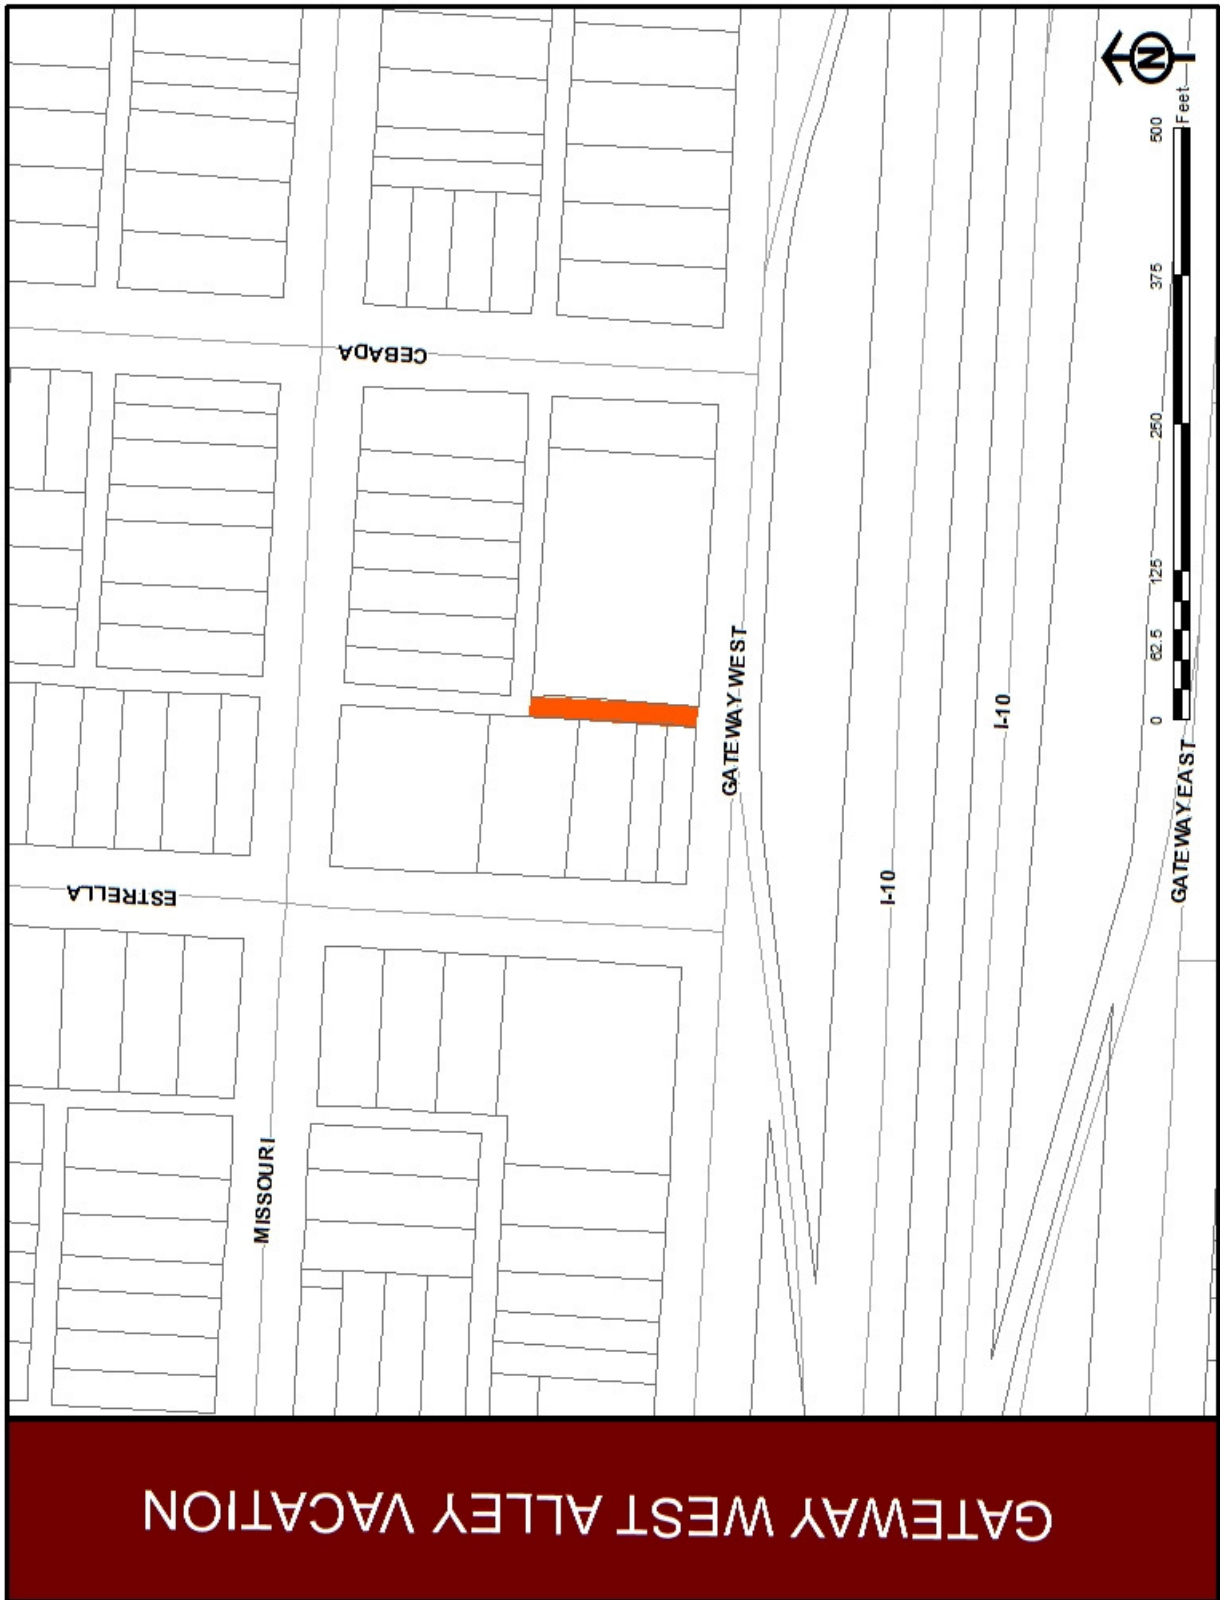 GATEWAY WEST ALLEY VACATION
MISSOURI
ESTRELLA
CEBADA
GATEWAY WEST
I-10
I-10
GATEWAY EAST
N
0 62.5 125 250 375 500
Feet